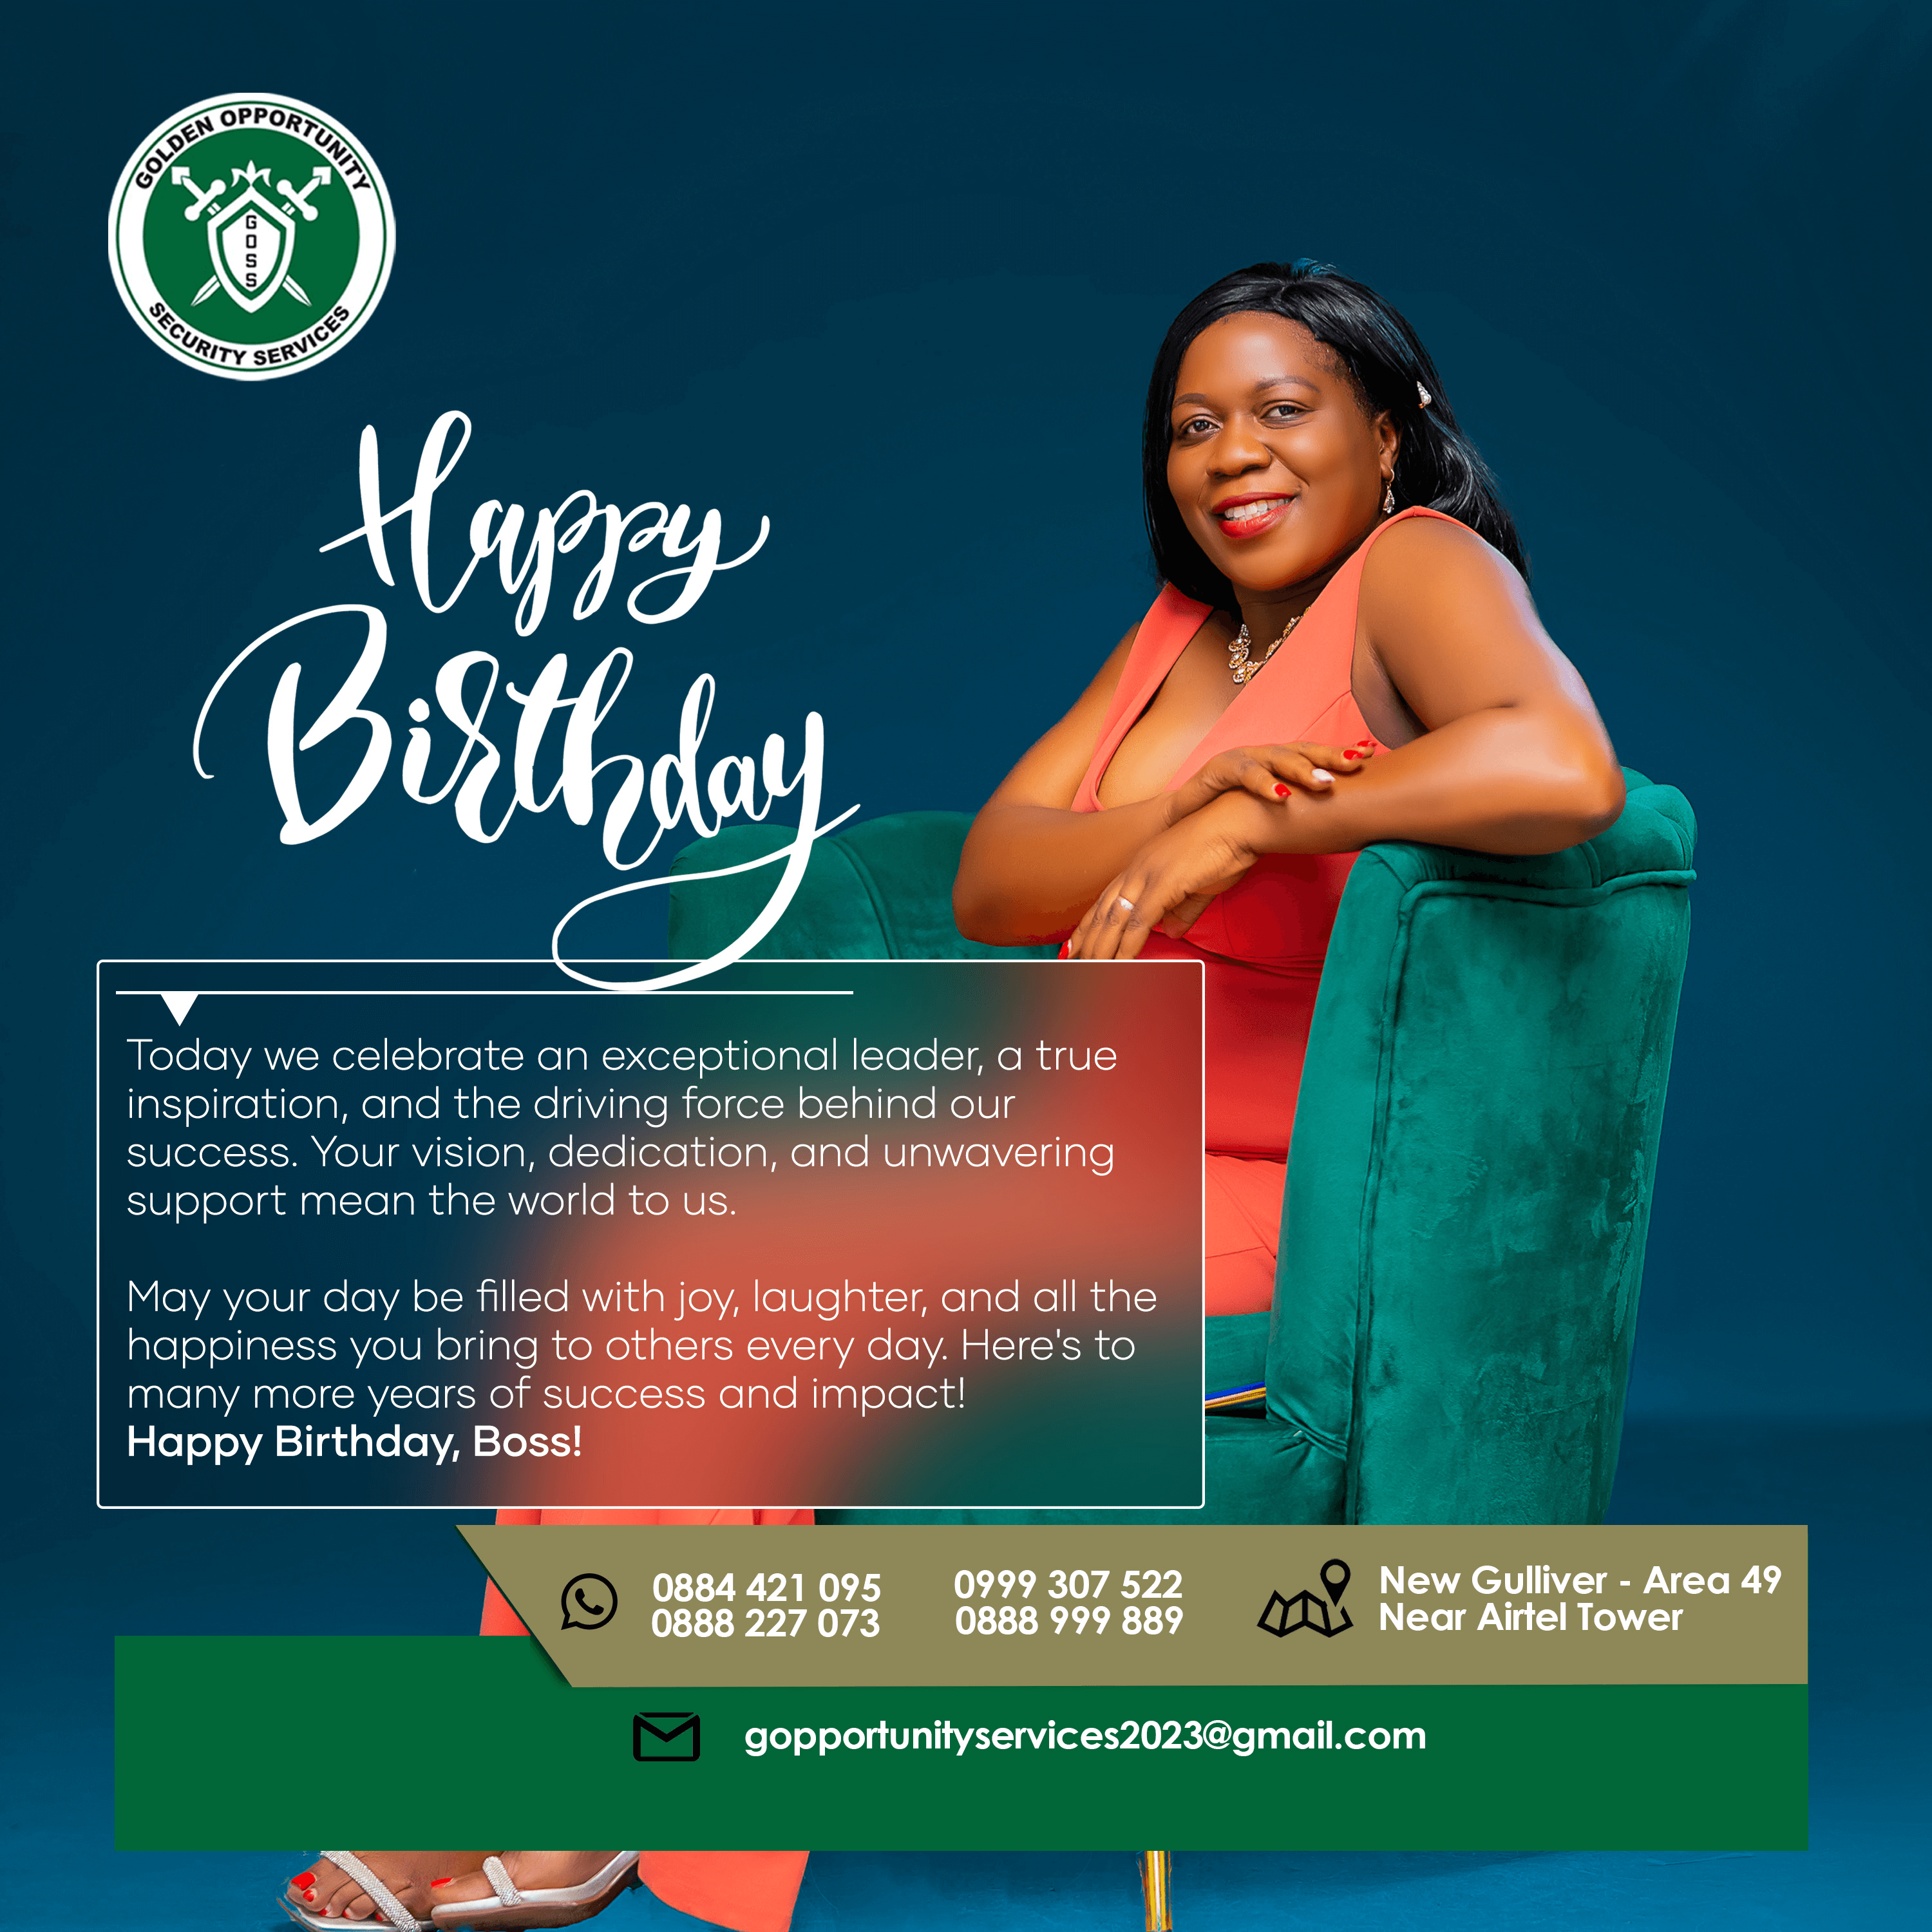 GOLDEN OPPORTUNITY
GOSS
SECURITY SERVICES
Happy
Birthday
Today we celebrate an exceptional leader, a true
inspiration, and the driving force behind our
success. Your vision, dedication, and unwavering
support mean the world to us.
May your day be filled with joy, laughter, and all the
happiness you bring to others every day. Here's to
many more years of success and impact!
Happy Birthday, Boss!
0884 421 095
0888 227 073
0999 307 522
0888 999 889
New Gulliver - Area 49
Near Airtel Tower
gopportunityservices2023@gmail.com